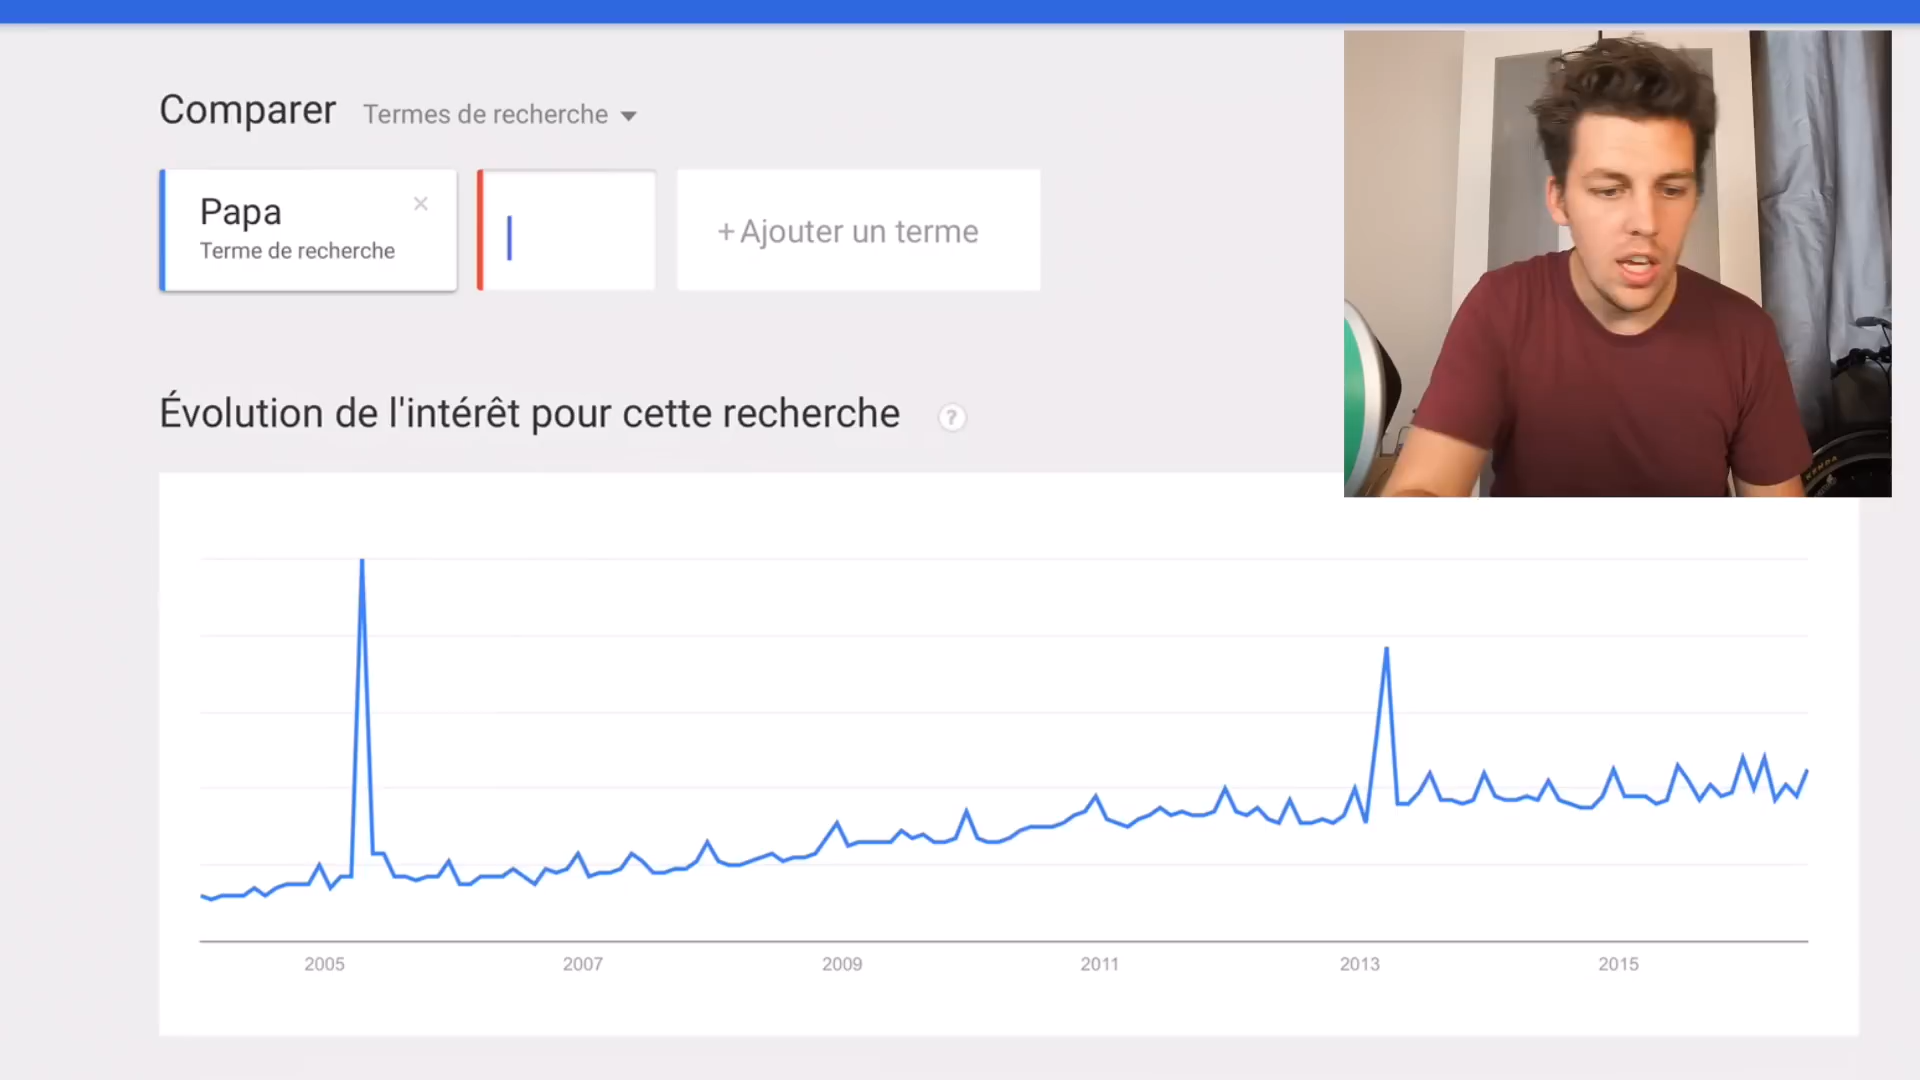 Comparer Termes de recherche
Papa
Terme de recherche
+ Ajouter un terme
Évolution de l'intérêt pour cette recherche ?
2005 2007 2009 2011 2013 2015
KENDA